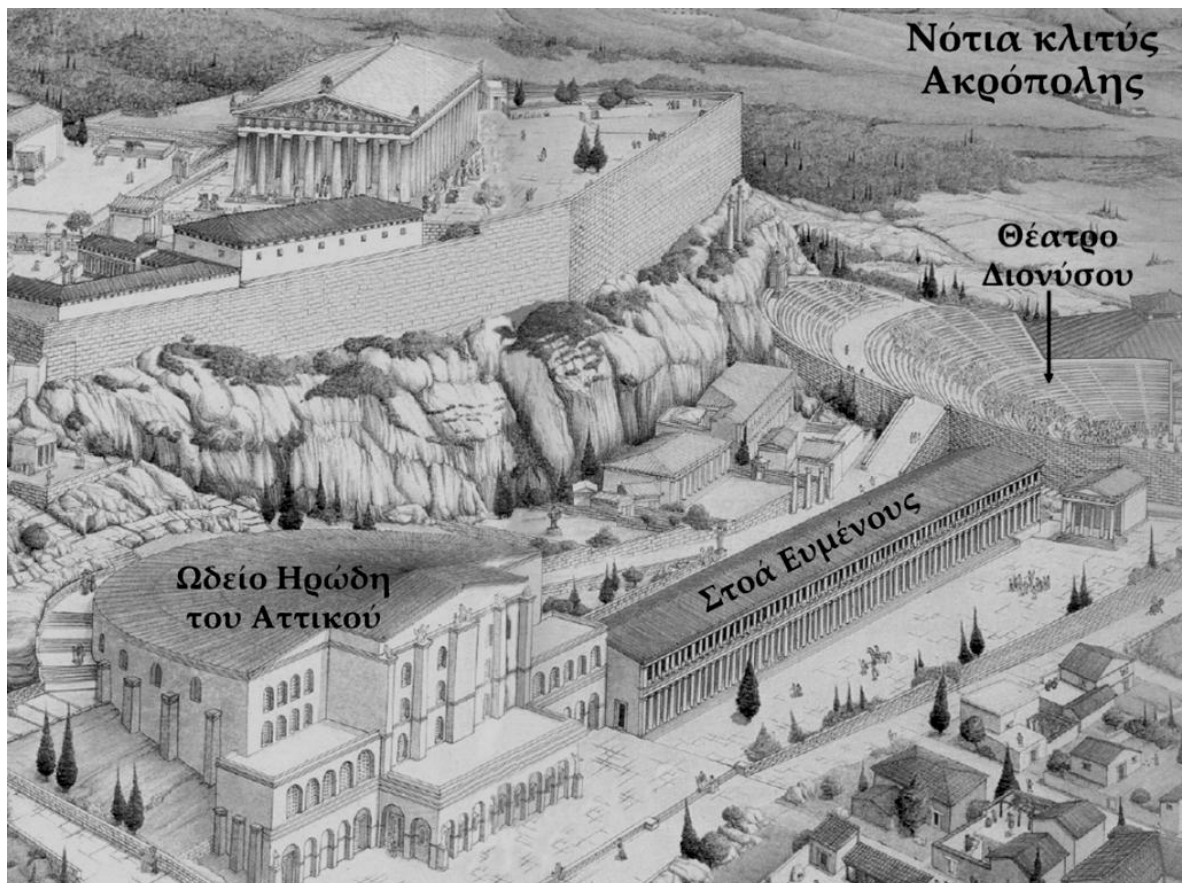 Νότια κλιτύς
Ακρόπολης
Θέατρο
Διονύσου
Στοά Ευμένους
Ωδείο Ηρώδη
του Αττικού